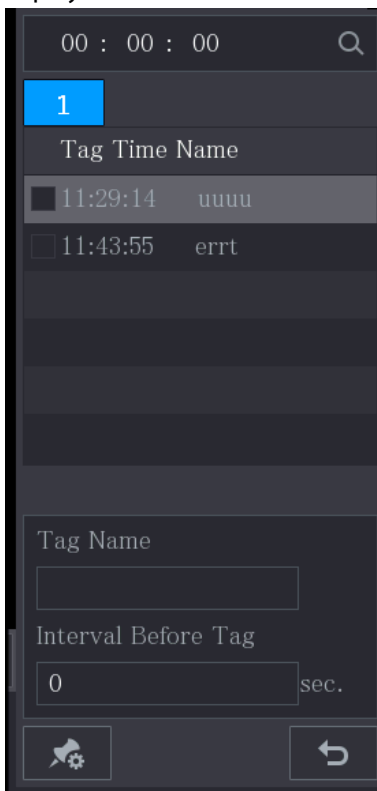 00 : 00 : 00
1
Tag Time Name
11:29:14 uuuu
11:43:55 errt
Tag Name
Interval Before Tag
0 sec.